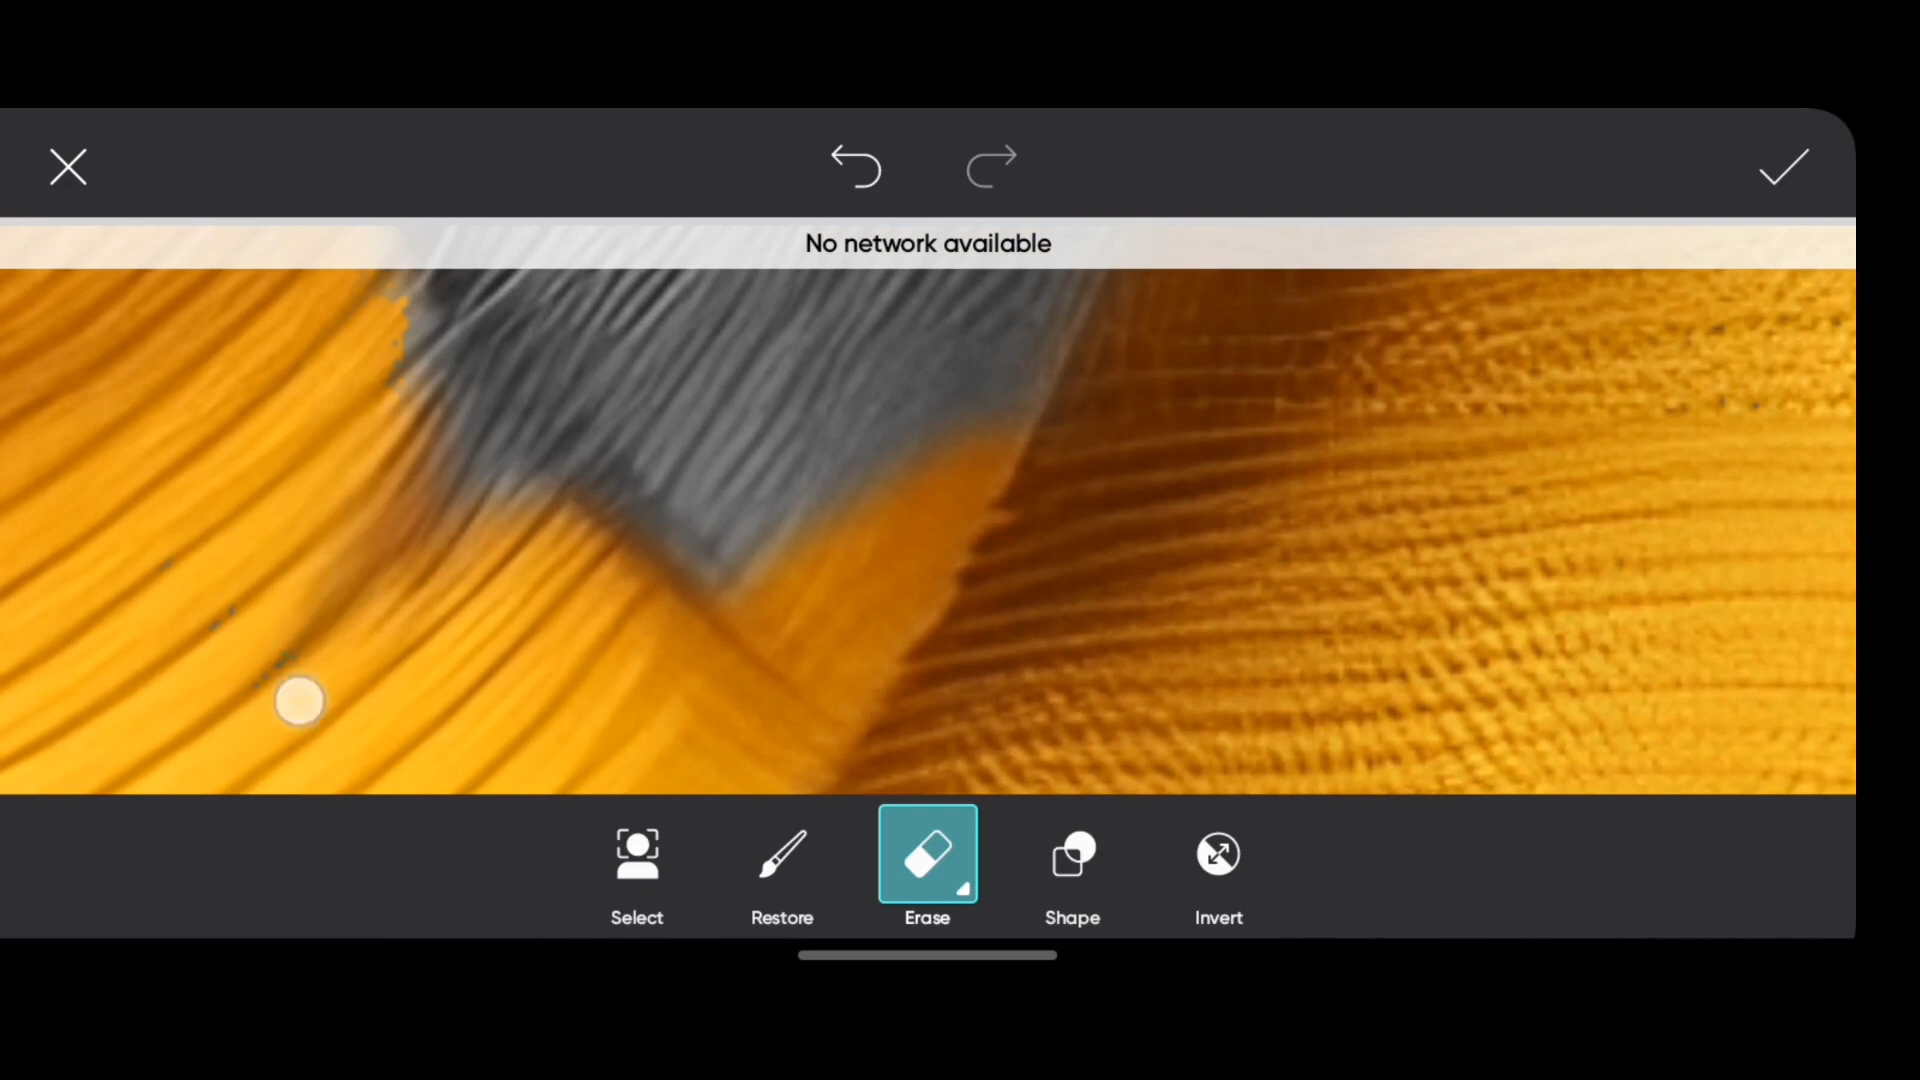 No network available
Select
Restore
Erase
Shape
Invert